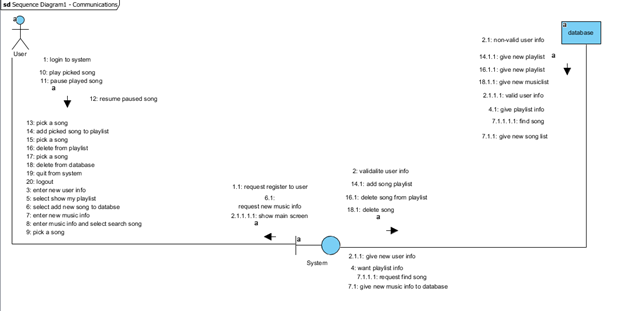 sd Sequence Diagram1 - Communications
a
User
1: login to system
10: play picked song
11: pause played song
a
12: resume paused song
13: pick a song
14: add picked song to playlist
15: pick a song
16: delete from playlist
17: pick a song
18: delete from database
19: quit from system
20: logout
3: enter new user info
5: select show my playlist
6: select add new song to databse
7: enter new music info
8: enter music info and select search song
9: pick a song
1.1: request register to user
6.1:
request new music info
2.1.1.1.1: show main screen
a
a
System
2: validalite user info
14.1: add song playlist
16.1: delete song from playlist
18.1: delete song
a
2.1.1: give new user info
4: want playlist info
7.1.1.1: request find song
7.1: give new music info to database
a
database
2.1: non-valid user info
14.1.1: give new playlist
a
16.1.1: give new playlist
18.1.1: give new musiclist
2.1.1.1: valid user info
4.1: give playlist info
7.1.1.1.1: find song
7.1.1: give new song list